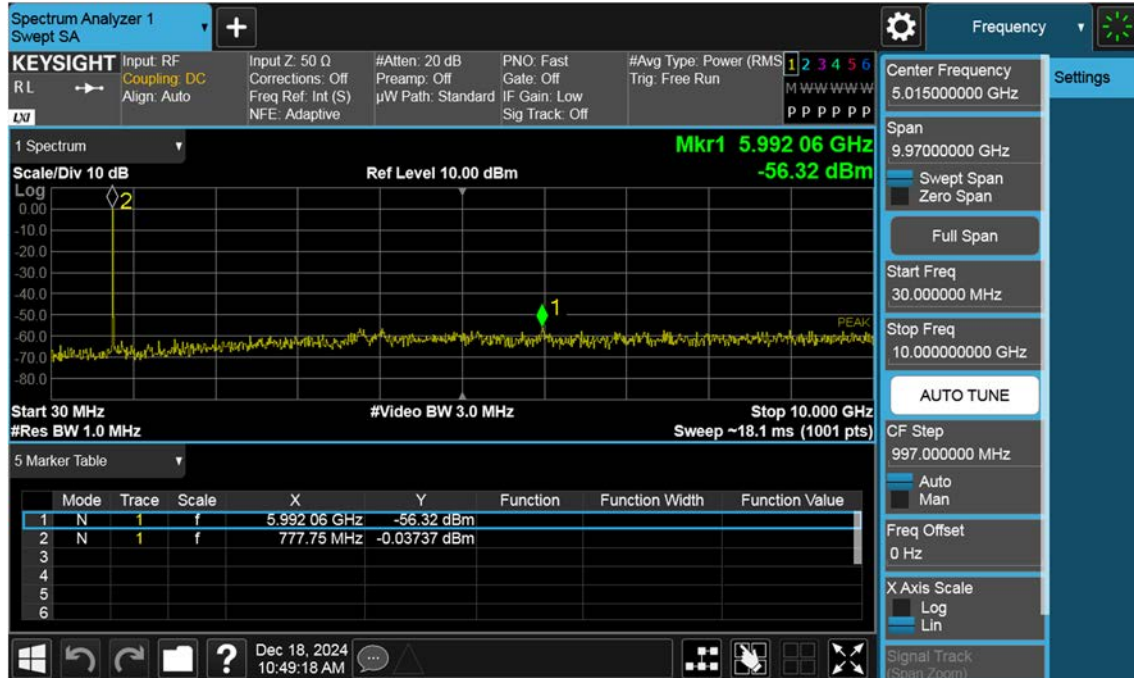 Spectrum Analyzer 1
Swept SA
+
Frequency
KEYSIGHT
RL
LXI
Input: RF
Coupling: DC
Align: Auto
Input Z: 50 Ω
Corrections: Off
Freq Ref: Int (S)
NFE: Adaptive
#Atten: 20 dB
Preamp: Off
µW Path: Standard
PNO: Fast
Gate: Off
IF Gain: Low
Sig Track: Off
#Avg Type: Power (RMS
Trig: Free Run
1 2 3 4 5 6
M W W W W W
P P P P P P
1 Spectrum
Scale/Div 10 dB
Ref Level 10.00 dBm
Mkr1 5.992 06 GHz
-56.32 dBm
Log
0.00
-10.0
-20.0
-30.0
-40.0
-50.0
-60.0
-70.0
-80.0
2
1
PEAK
Start 30 MHz
#Video BW 3.0 MHz
Stop 10.000 GHz
#Res BW 1.0 MHz
Sweep ~18.1 ms (1001 pts)
5 Marker Table
Mode Trace Scale X Y Function Function Width Function Value
1 N 1 f 5.992 06 GHz -56.32 dBm
2 N 1 f 777.75 MHz -0.03737 dBm
3
4
5
6
?
Dec 18, 2024
10:49:18 AM
Center Frequency
5.015000000 GHz
Settings
Span
9.97000000 GHz
Swept Span
Zero Span
Full Span
Start Freq
30.000000 MHz
Stop Freq
10.000000000 GHz
AUTO TUNE
CF Step
997.000000 MHz
Auto
Man
Freq Offset
0 Hz
X Axis Scale
Log
Lin
Signal Track
(Span Zoom)